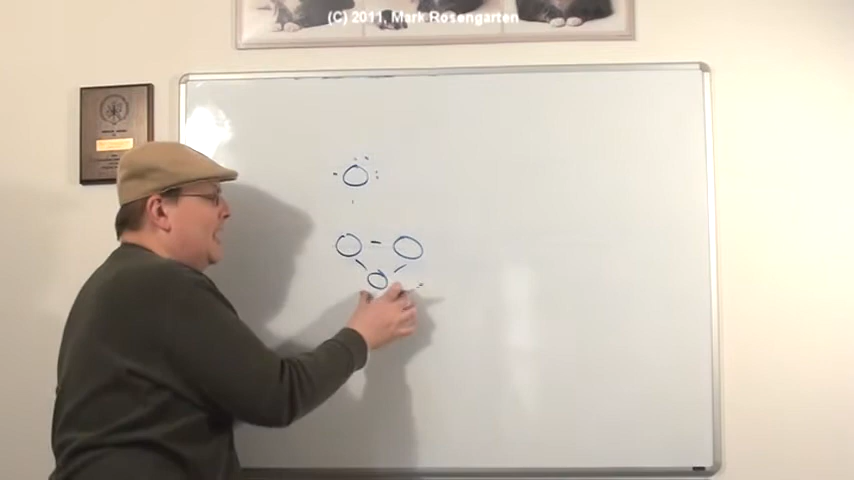 (C) 2011, Mark Rosengarten
O
O - O
O